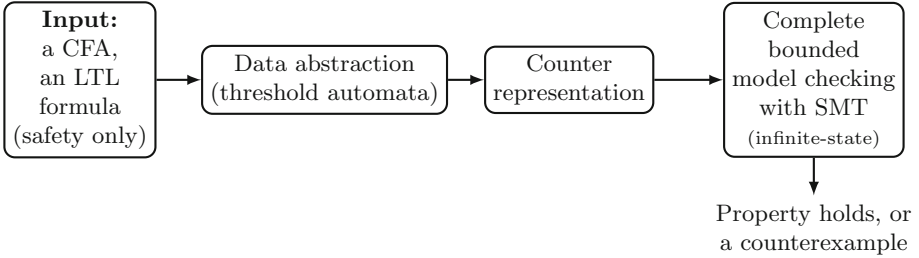 Input:
a CFA,
an LTL
formula
(safety only)
Data abstraction
(threshold automata)
Counter
representation
Complete
bounded
model checking
with SMT
(infinite-state)
Property holds, or
a counterexample